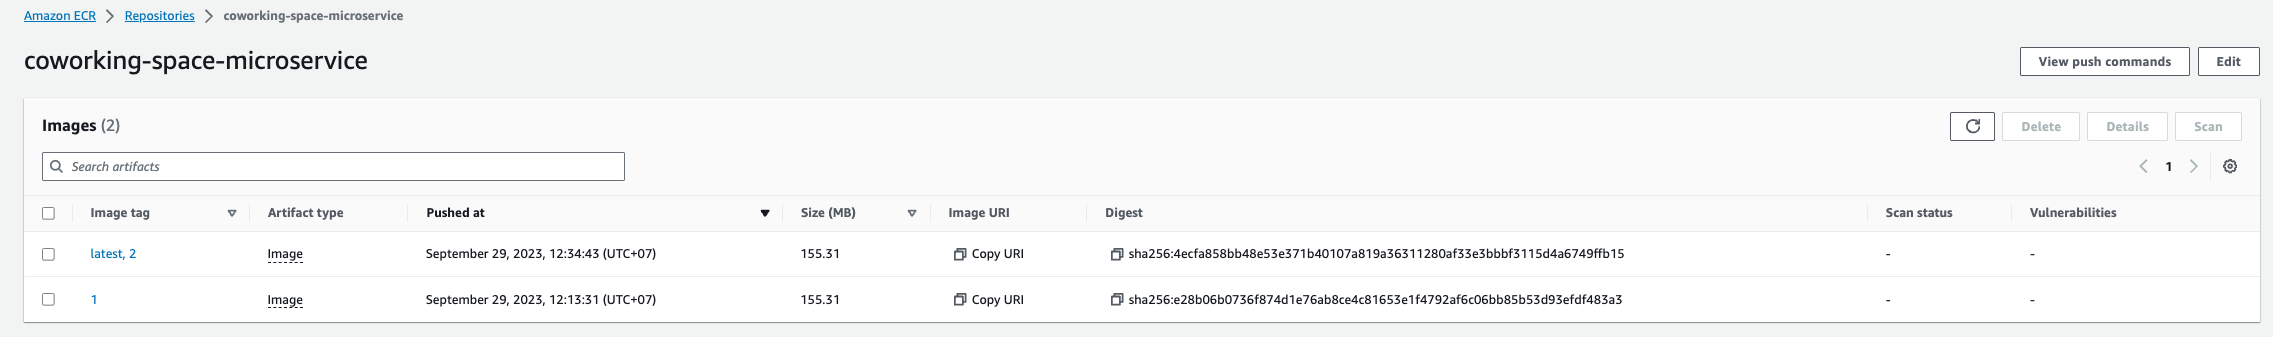 Amazon ECR > Repositories > coworking-space-microservice
coworking-space-microservice
View push commands Edit
Images (2)
Delete Details Scan
Search artifacts
1
Image tag Artifact type Pushed at Size (MB) Image URI Digest Scan status Vulnerabilities
latest, 2 Image September 29, 2023, 12:34:43 (UTC+07) 155.31 Copy URI sha256:4ecfa858bb48e53e371b40107a819a36311280af33e3bbbf3115d4a6749ffb15 - -
1 Image September 29, 2023, 12:13:31 (UTC+07) 155.31 Copy URI sha256:e28b06b0736f874d1e76ab8ce4c81653e1f4792af6c06bb85b53d93efdf483a3 - -